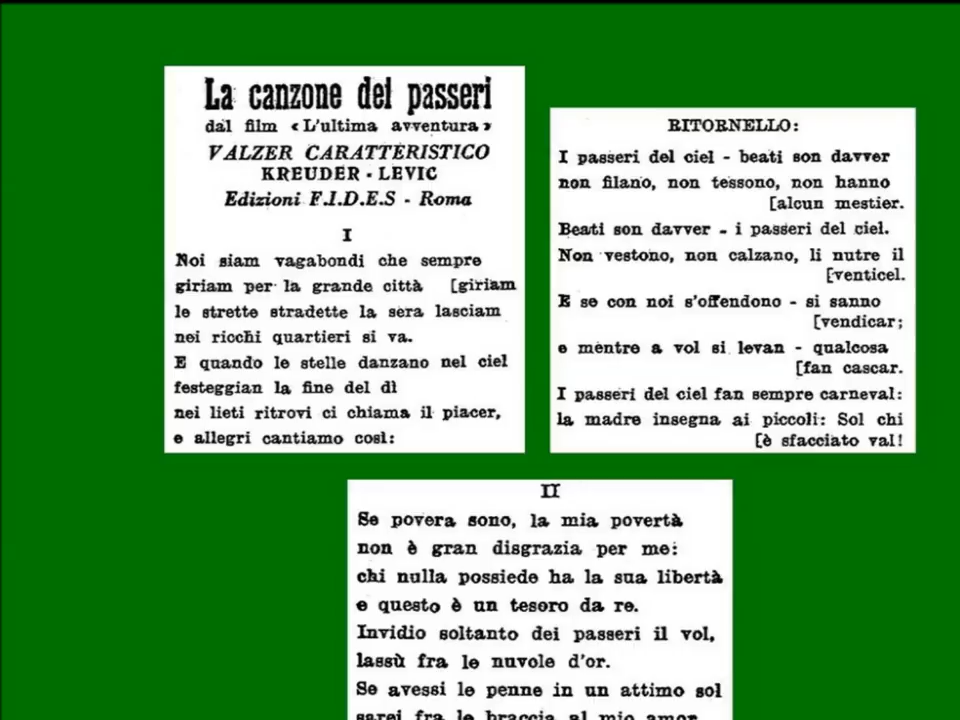 La canzone dei passeri
dal film «L'ultima avventura»
VALZER CARATTERISTICO
KREUDER - LEVIC
Edizioni F.I.D.E.S - Roma
I
Noi siam vagabondi che sempre
giriam per la grande città [giriam
le strette stradette la sera lasciam
nei ricchi quartieri si va.
E quando le stelle danzano nel ciel
festeggian la fine del dì
nei lieti ritrovi ci chiama il piacer,
e allegri cantiamo così:
RITORNELLO:
I passeri del ciel - beati son davver
non filano, non tessono, non hanno
[alcun mestier.
Beati son davver - i passeri del ciel.
Non vestono, non calzano, li nutre il
[venticel.
E se con noi s'offendono - si sanno
[vendicar;
e mentre a vol si levan - qualcosa
[fan cascar.
I passeri del ciel fan sempre carneval:
la madre insegna ai piccoli: Sol chi
[è sfacciato val!
II
Se povera sono, la mia povertà
non è gran disgrazia per me:
chi nulla possiede ha la sua libertà
e questo è un tesoro da re.
Invidio soltanto dei passeri il vol,
lassù fra le nuvole d'or.
Se avessi le penne in un attimo sol
sarei fra le braccia al mio amor